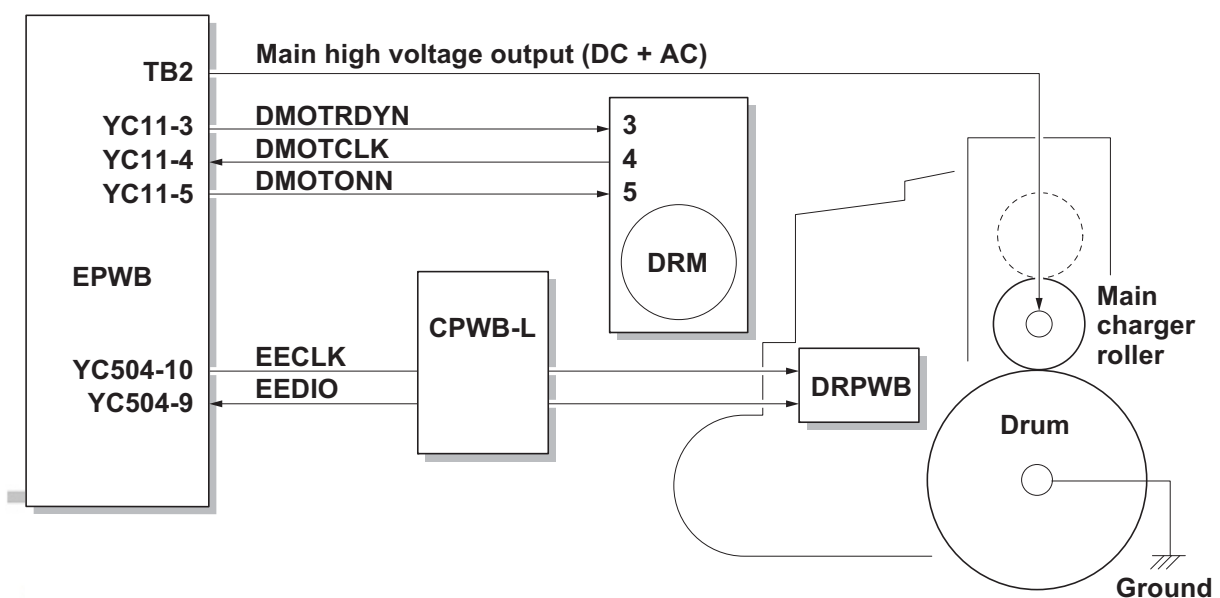 Main high voltage output (DC + AC)
TB2
YC11-3
DMOTRDYN
3
YC11-4
DMOTCLK
4
YC11-5
DMOTONN
5
DRM
EPWB
CPWB-L
Main
charger
roller
YC504-10
EECLK
YC504-9
EEDIO
DRPWB
Drum
Ground